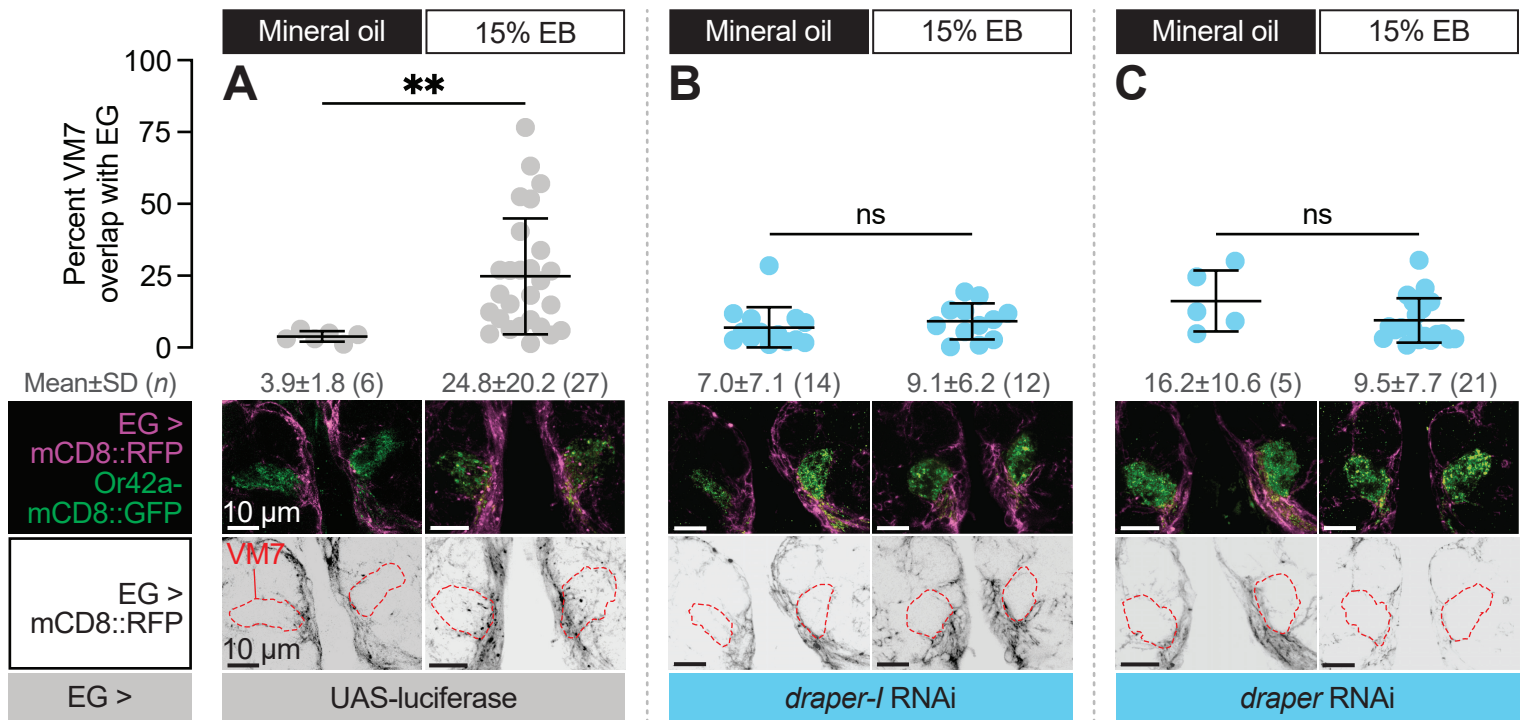 Mineral oil
15% EB
Mineral oil
15% EB
Mineral oil
15% EB
A
B
C
Percent VM7
overlap with EG
100
75
50
25
0
**
ns
ns
Mean±SD (n)
3.9±1.8 (6)
24.8±20.2 (27)
7.0±7.1 (14)
9.1±6.2 (12)
16.2±10.6 (5)
9.5±7.7 (21)
EG >
mCD8::RFP
Or42a-
mCD8::GFP
10 µm
EG >
mCD8::RFP
VM7
10 µm
EG >
UAS-luciferase
draper-I RNAi
draper RNAi